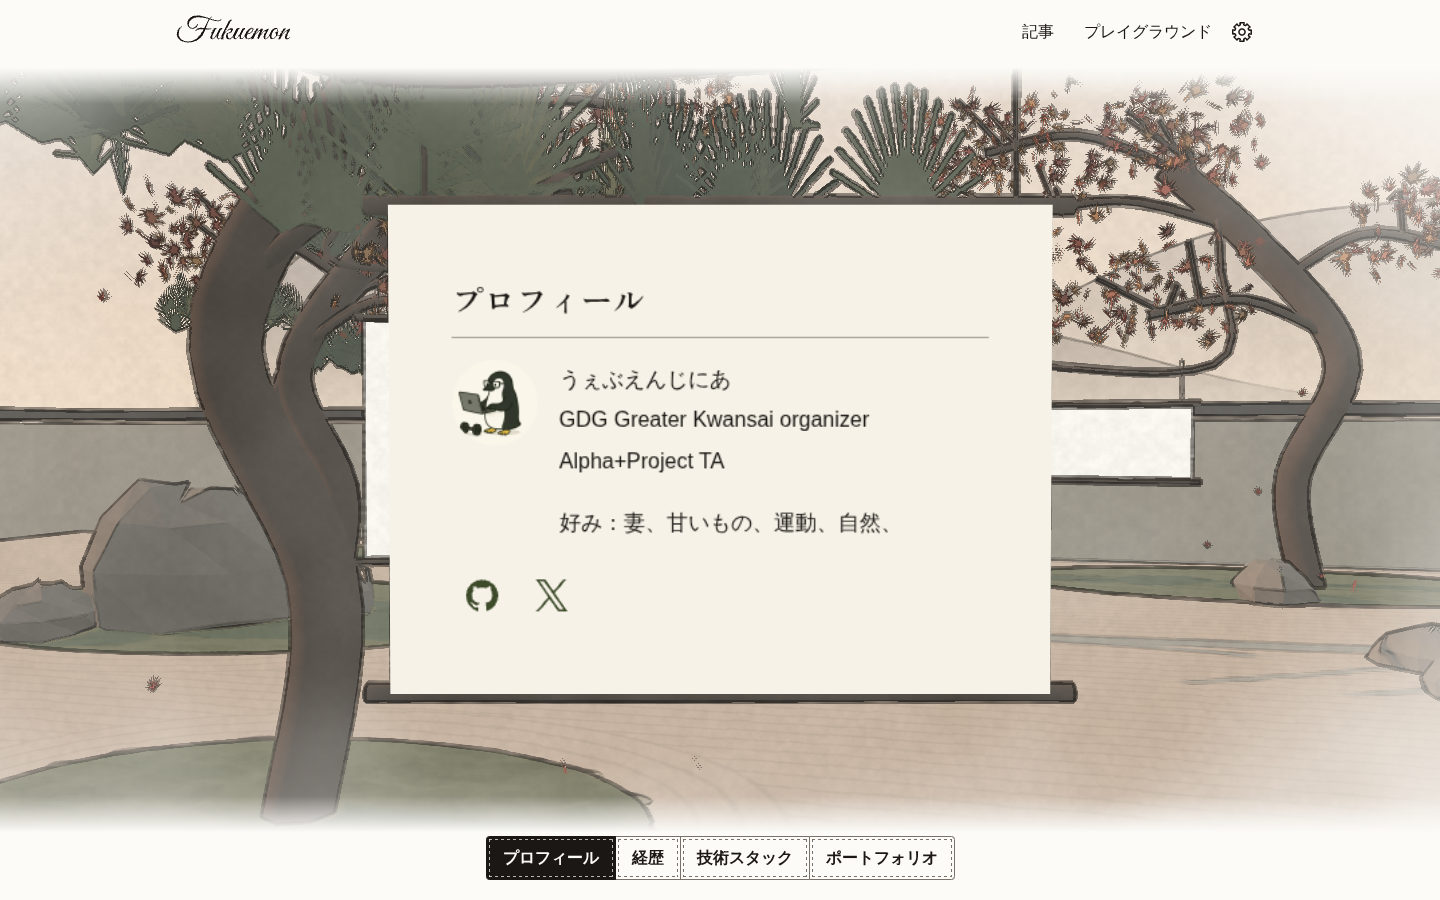 Fukuemon
記事
プレイグラウンド
プロフィール
うぇぶえんじにあ
GDG Greater Kwansai organizer
Alpha+Project TA
好み：妻、甘いもの、運動、自然、
プロフィール
経歴
技術スタック
ポートフォリオ